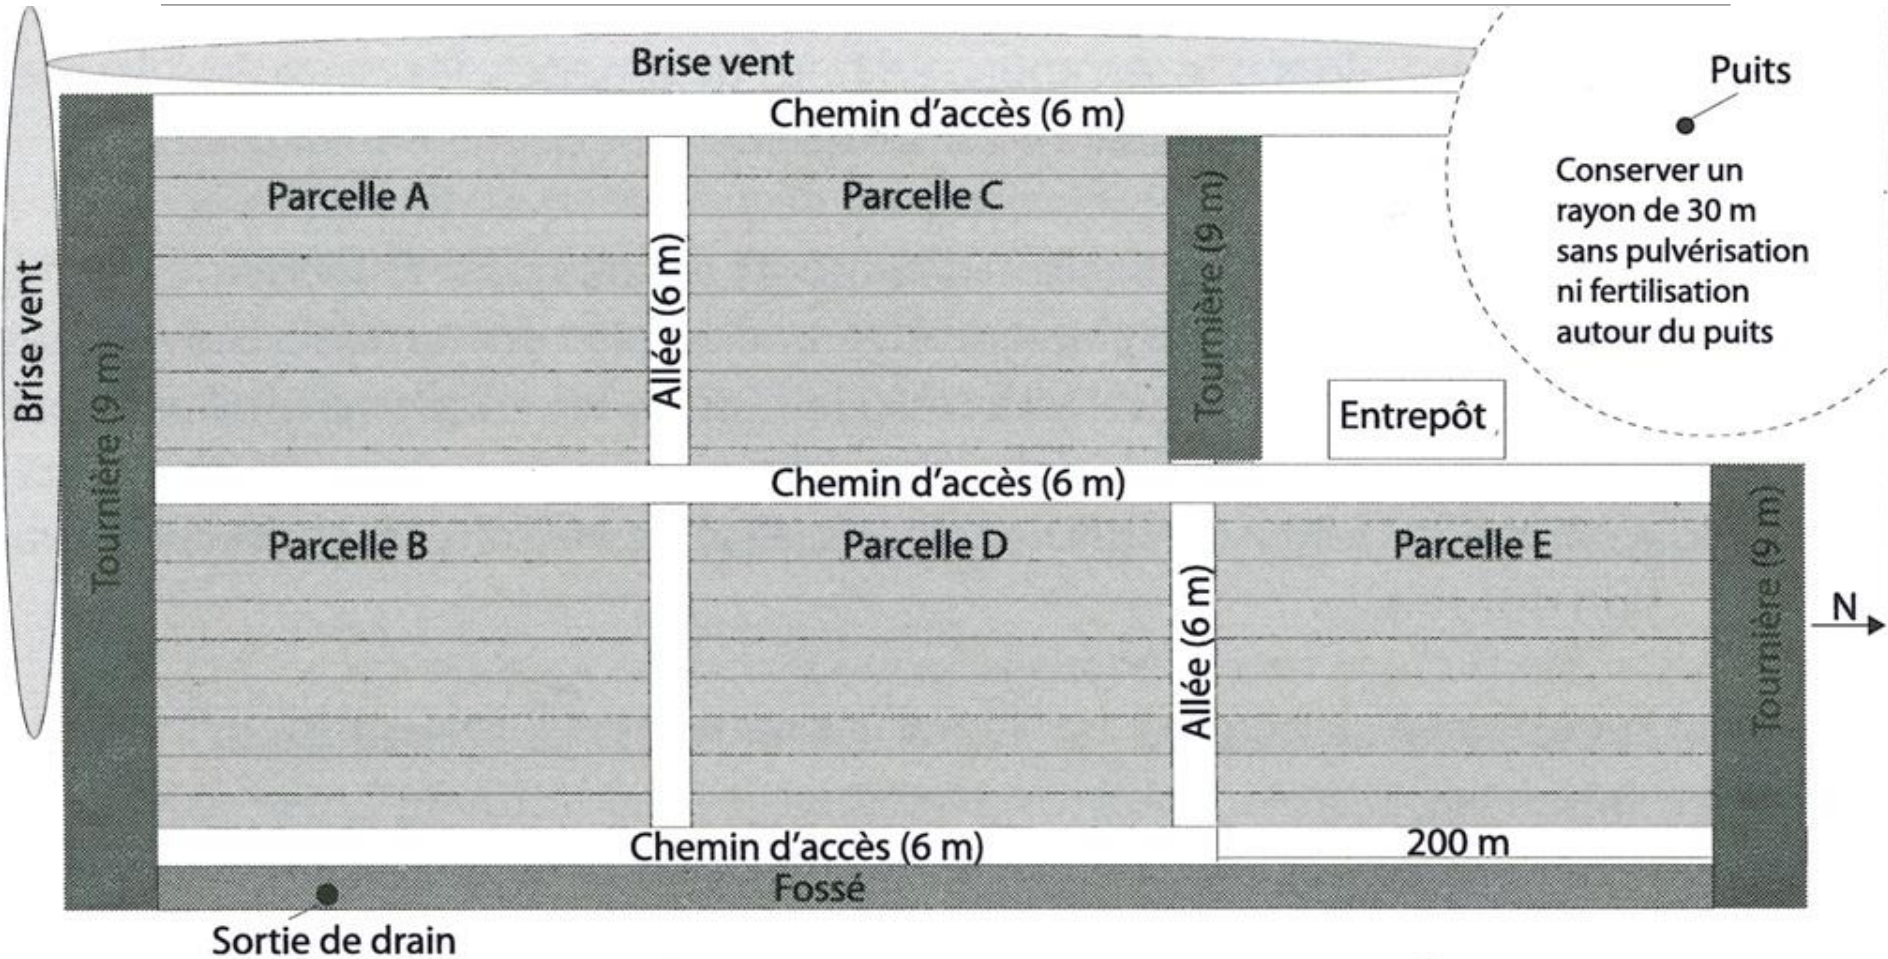 Brise vent
Puits
Chemin d'accès (6 m)
Conserver un
rayon de 30 m
sans pulvérisation
ni fertilisation
autour du puits
Parcelle A
Parcelle C
Allée (6 m)
Tournière (9 m)
Brise vent
Tournière (9 m)
Entrepôt
Chemin d'accès (6 m)
Parcelle B
Parcelle D
Parcelle E
Allée (6 m)
Tournière (9 m)
N
Chemin d'accès (6 m)
200 m
Fossé
Sortie de drain